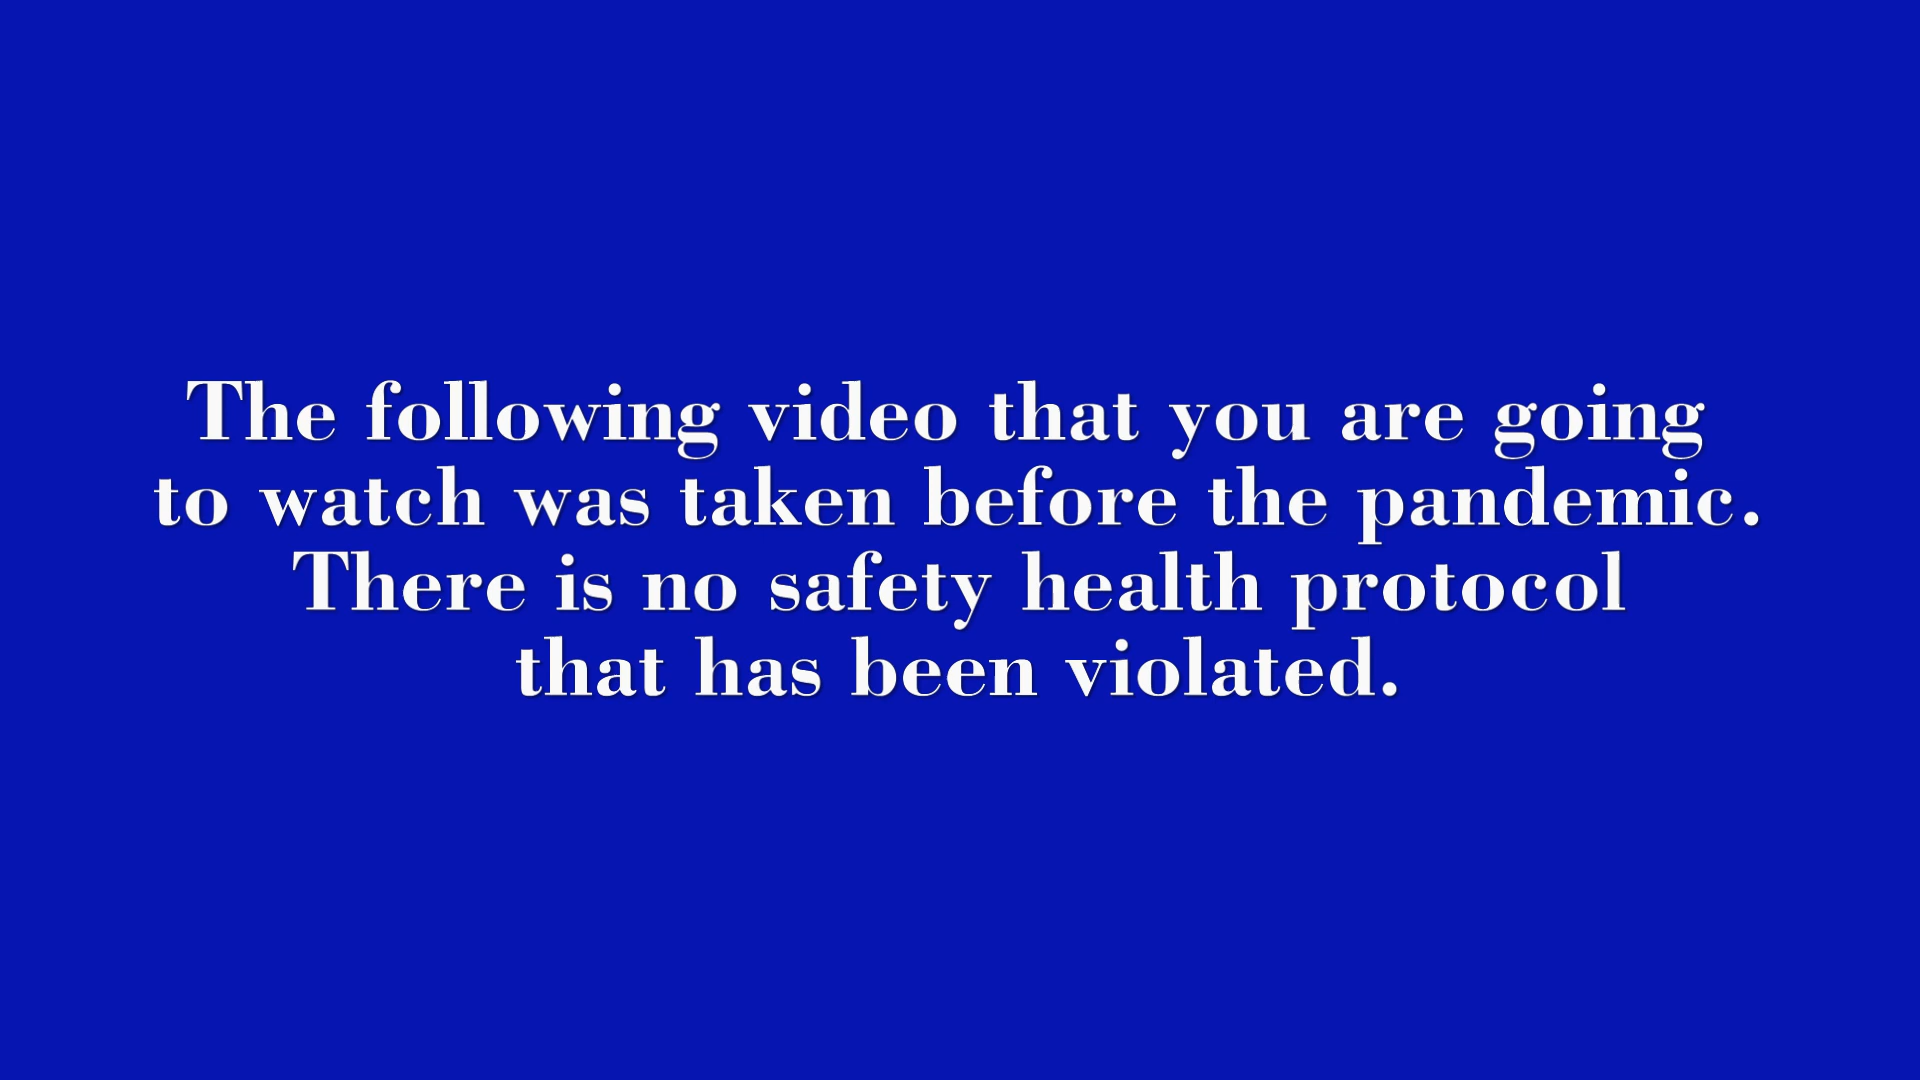 The following video that you are going
to watch was taken before the pandemic.
There is no safety health protocol
that has been violated.